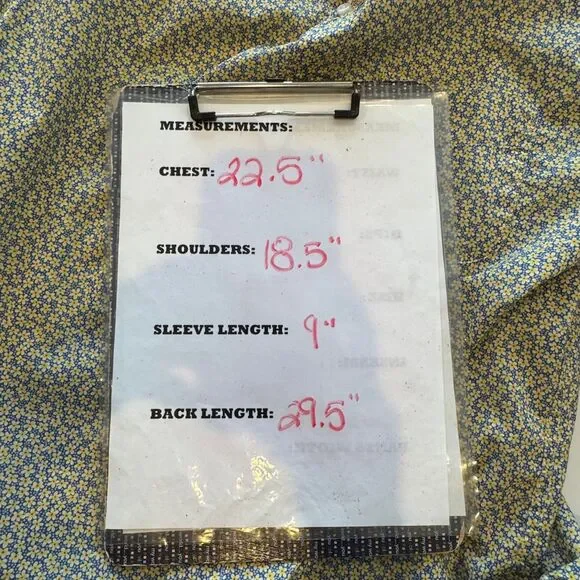 MEASUREMENTS:
CHEST: 22.5"
SHOULDERS: 18.5"
SLEEVE LENGTH: 9"
BACK LENGTH: 29.5"